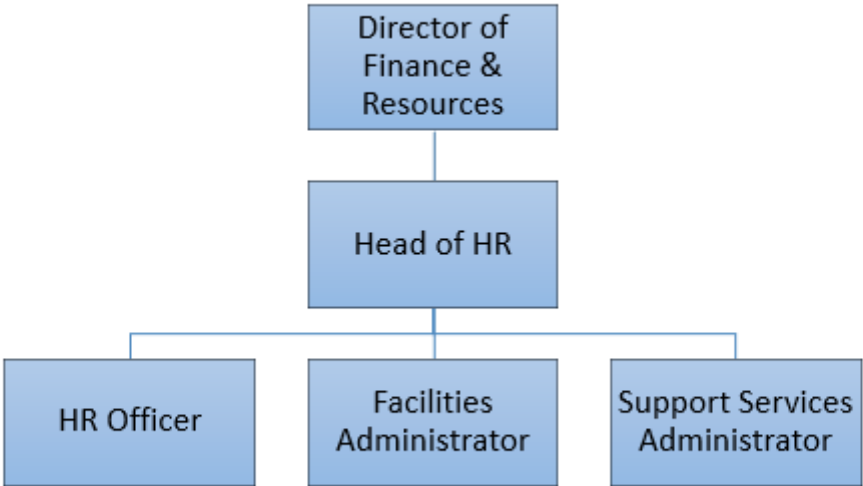 Director of
Finance &
Resources
Head of HR
HR Officer
Facilities
Administrator
Support Services
Administrator